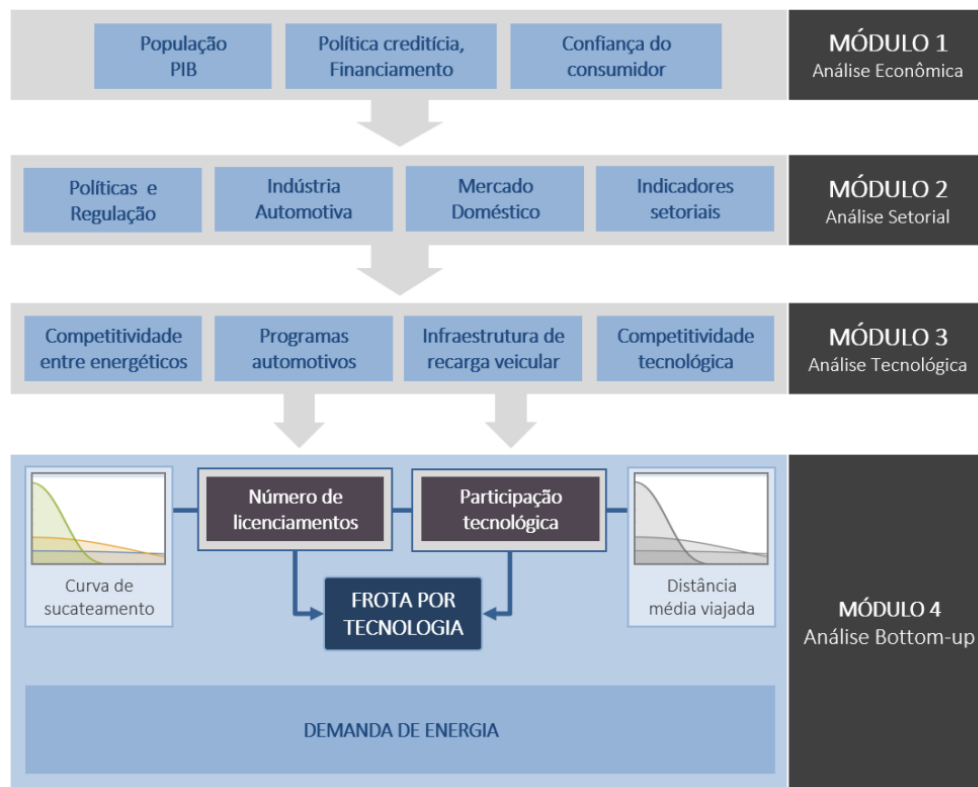 População
PIB
Política creditícia,
Financiamento
Confiança do
consumidor
MÓDULO 1
Análise Econômica
Políticas e
Regulação
Indústria
Automotiva
Mercado
Doméstico
Indicadores
setoriais
MÓDULO 2
Análise Setorial
Competitividade
entre energéticos
Programas
automotivos
Infraestrutura de
recarga veicular
Competitividade
tecnológica
MÓDULO 3
Análise Tecnológica
Curva de
sucateamento
Número de
licenciamentos
Participação
tecnológica
Distância
média viajada
FROTA POR
TECNOLOGIA
DEMANDA DE ENERGIA
MÓDULO 4
Análise Bottom-up